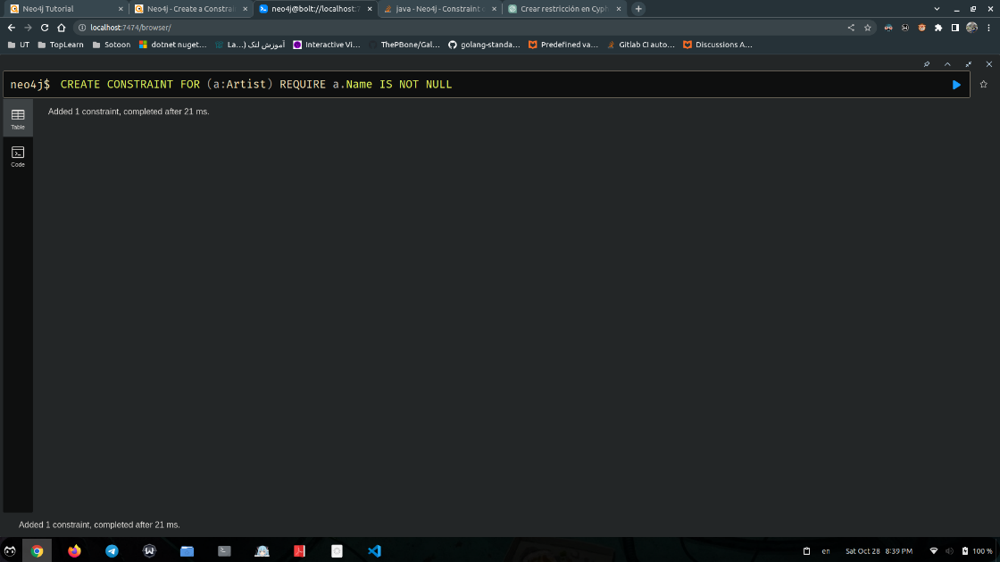 Neo4j Tutorial
Neo4j - Create a Constrai
neo4j@bolt://localhost:7
java - Neo4j - Constraint e
Crear restricción en Cyph
localhost:7474/browser/
UT
TopLearn
Sotoon
dotnet nuget…
آموزش لنک (…La
Interactive Vi…
ThePBone/Gal…
golang-standa…
Predefined va…
Gitlab CI auto…
Discussions A…
neo4j$ CREATE CONSTRAINT FOR (a:Artist) REQUIRE a.Name IS NOT NULL
Table
Added 1 constraint, completed after 21 ms.
Code
Added 1 constraint, completed after 21 ms.
en
Sat Oct 28 8:39 PM
100 %